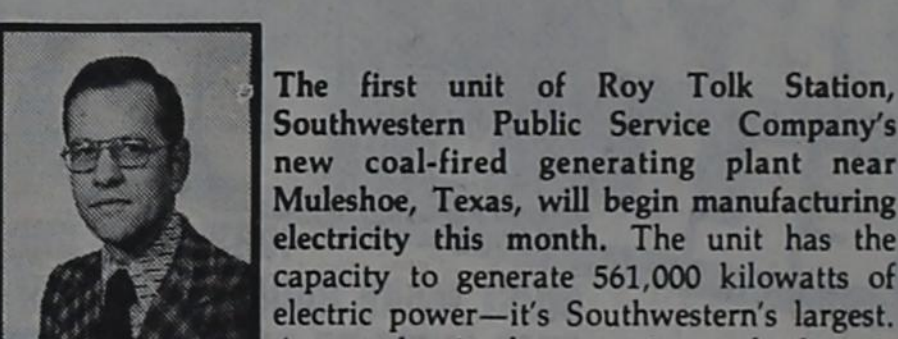 The first unit of Roy Tolk Station,
Southwestern Public Service Company's
new coal-fired generating plant near
Muleshoe, Texas, will begin manufacturing
electricity this month. The unit has the
capacity to generate 561,000 kilowatts of
electric power—it's Southwestern's largest.